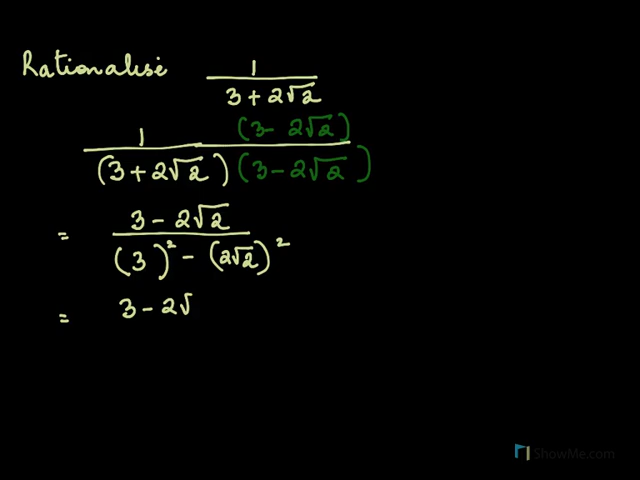 Rationalise 1/(3 + 2√2)
1 (3 - 2√2) / (3 + 2√2) (3 - 2√2)
= (3 - 2√2) / ((3)² - (2√2)²)
= 3 - 2√
ShowMe.com